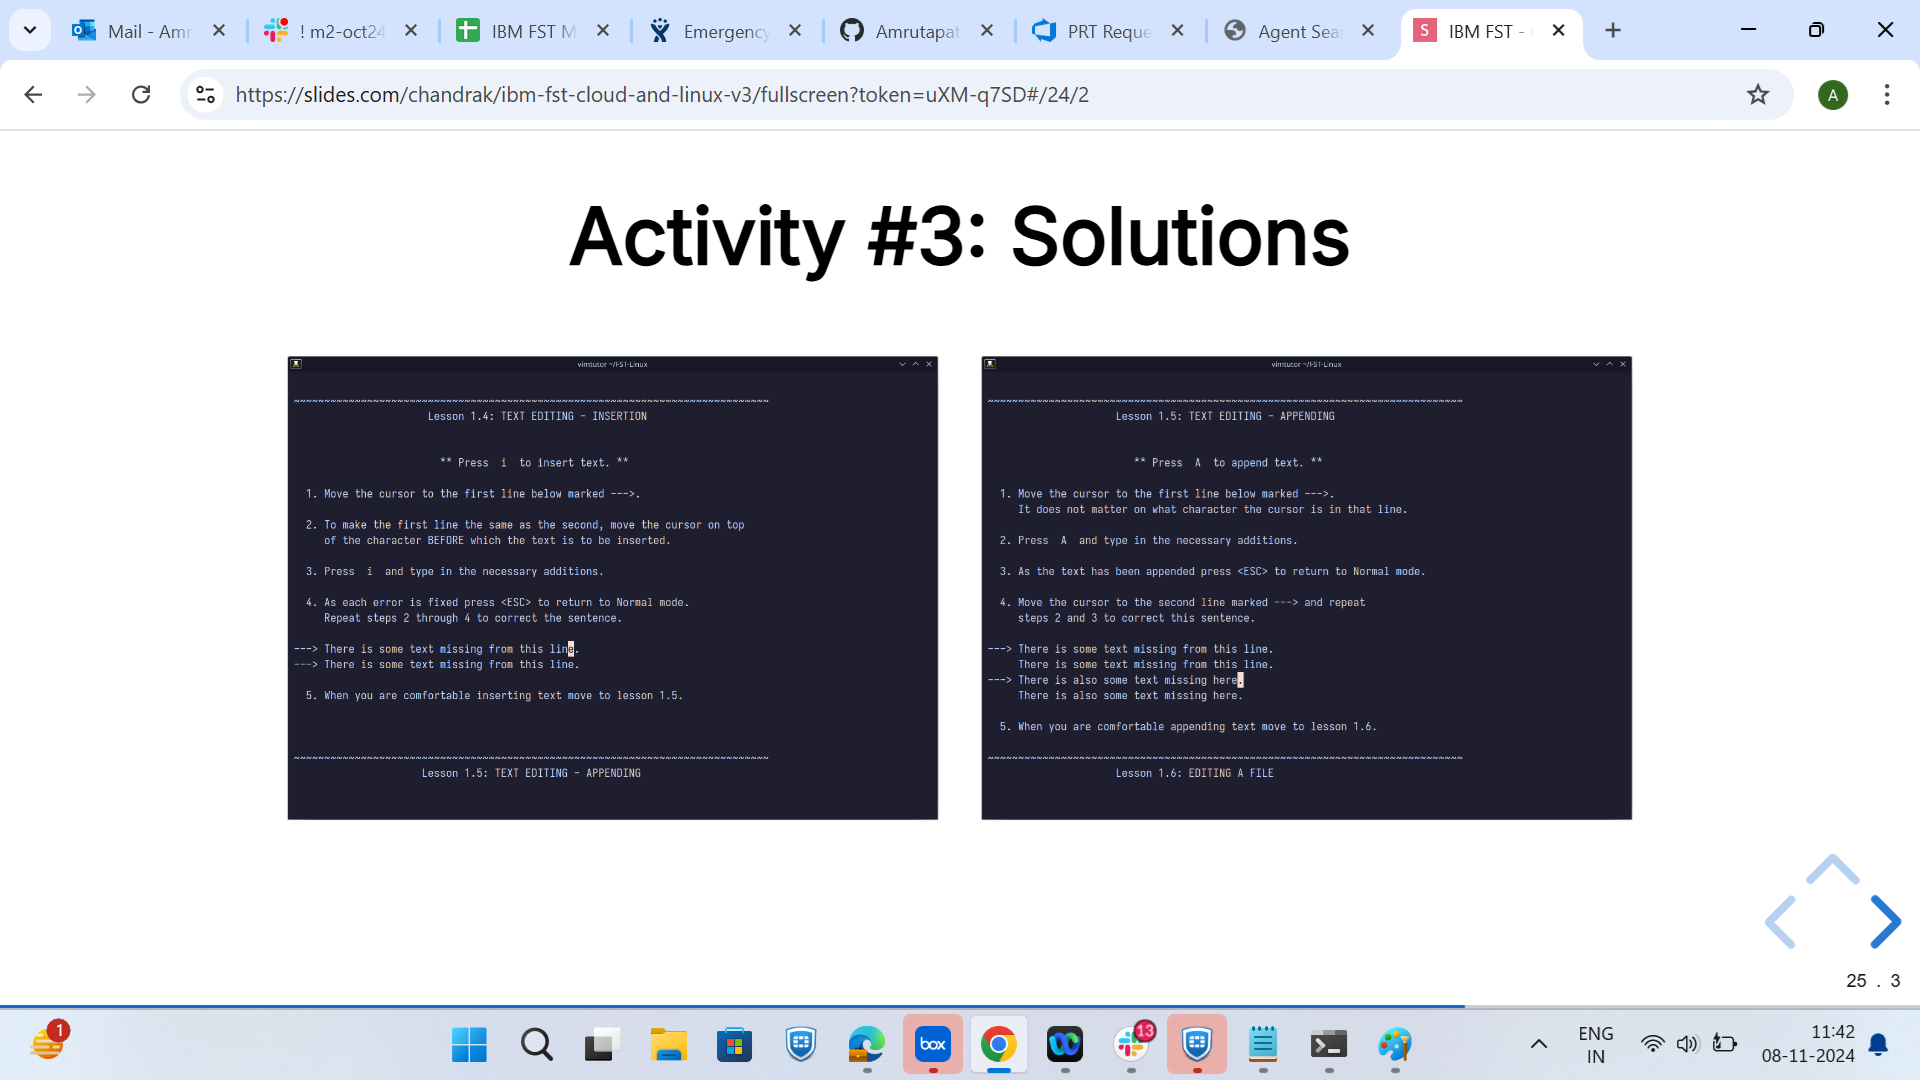 Mail - Amr
! m2-oct24
IBM FST M
Emergency
Amrutapat
PRT Reque
Agent Sear
S IBM FST - C
https://slides.com/chandrak/ibm-fst-cloud-and-linux-v3/fullscreen?token=uXM-q7SD#/24/2
A
Activity #3: Solutions
vimtutor ~/FST-Linux
~~~~~~~~~~~~~~~~~~~~~~~~~~~~~~~~~~~~~~~~~~~~~~~~~~~~~~~~~~~~~~~~~~~~~~~~~~~~~~
Lesson 1.4: TEXT EDITING - INSERTION
** Press i to insert text. **
1. Move the cursor to the first line below marked --->.
2. To make the first line the same as the second, move the cursor on top
of the character BEFORE which the text is to be inserted.
3. Press i and type in the necessary additions.
4. As each error is fixed press <ESC> to return to Normal mode.
Repeat steps 2 through 4 to correct the sentence.
---> There is some text missing from this line.
---> There is some text missing from this line.
5. When you are comfortable inserting text move to lesson 1.5.
~~~~~~~~~~~~~~~~~~~~~~~~~~~~~~~~~~~~~~~~~~~~~~~~~~~~~~~~~~~~~~~~~~~~~~~~~~~~~~
Lesson 1.5: TEXT EDITING - APPENDING
vimtutor ~/FST-Linux
~~~~~~~~~~~~~~~~~~~~~~~~~~~~~~~~~~~~~~~~~~~~~~~~~~~~~~~~~~~~~~~~~~~~~~~~~~~~~~
Lesson 1.5: TEXT EDITING - APPENDING
** Press A to append text. **
1. Move the cursor to the first line below marked --->.
It does not matter on what character the cursor is in that line.
2. Press A and type in the necessary additions.
3. As the text has been appended press <ESC> to return to Normal mode.
4. Move the cursor to the second line marked ---> and repeat
steps 2 and 3 to correct this sentence.
---> There is some text missing from this line.
There is some text missing from this line.
---> There is also some text missing here.
There is also some text missing here.
5. When you are comfortable appending text move to lesson 1.6.
~~~~~~~~~~~~~~~~~~~~~~~~~~~~~~~~~~~~~~~~~~~~~~~~~~~~~~~~~~~~~~~~~~~~~~~~~~~~~~
Lesson 1.6: EDITING A FILE
25 . 3
1
box
13
ENG
IN
11:42
08-11-2024